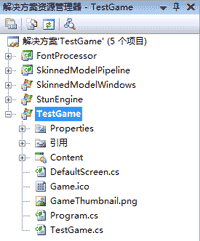 解决方案资源管理器 - TestGame
解决方案'TestGame' (5 个项目)
FontProcessor
SkinnedModelPipeline
SkinnedModelWindows
StunEngine
TestGame
Properties
引用
Content
DefaultScreen.cs
Game.ico
GameThumbnail.png
Program.cs
TestGame.cs